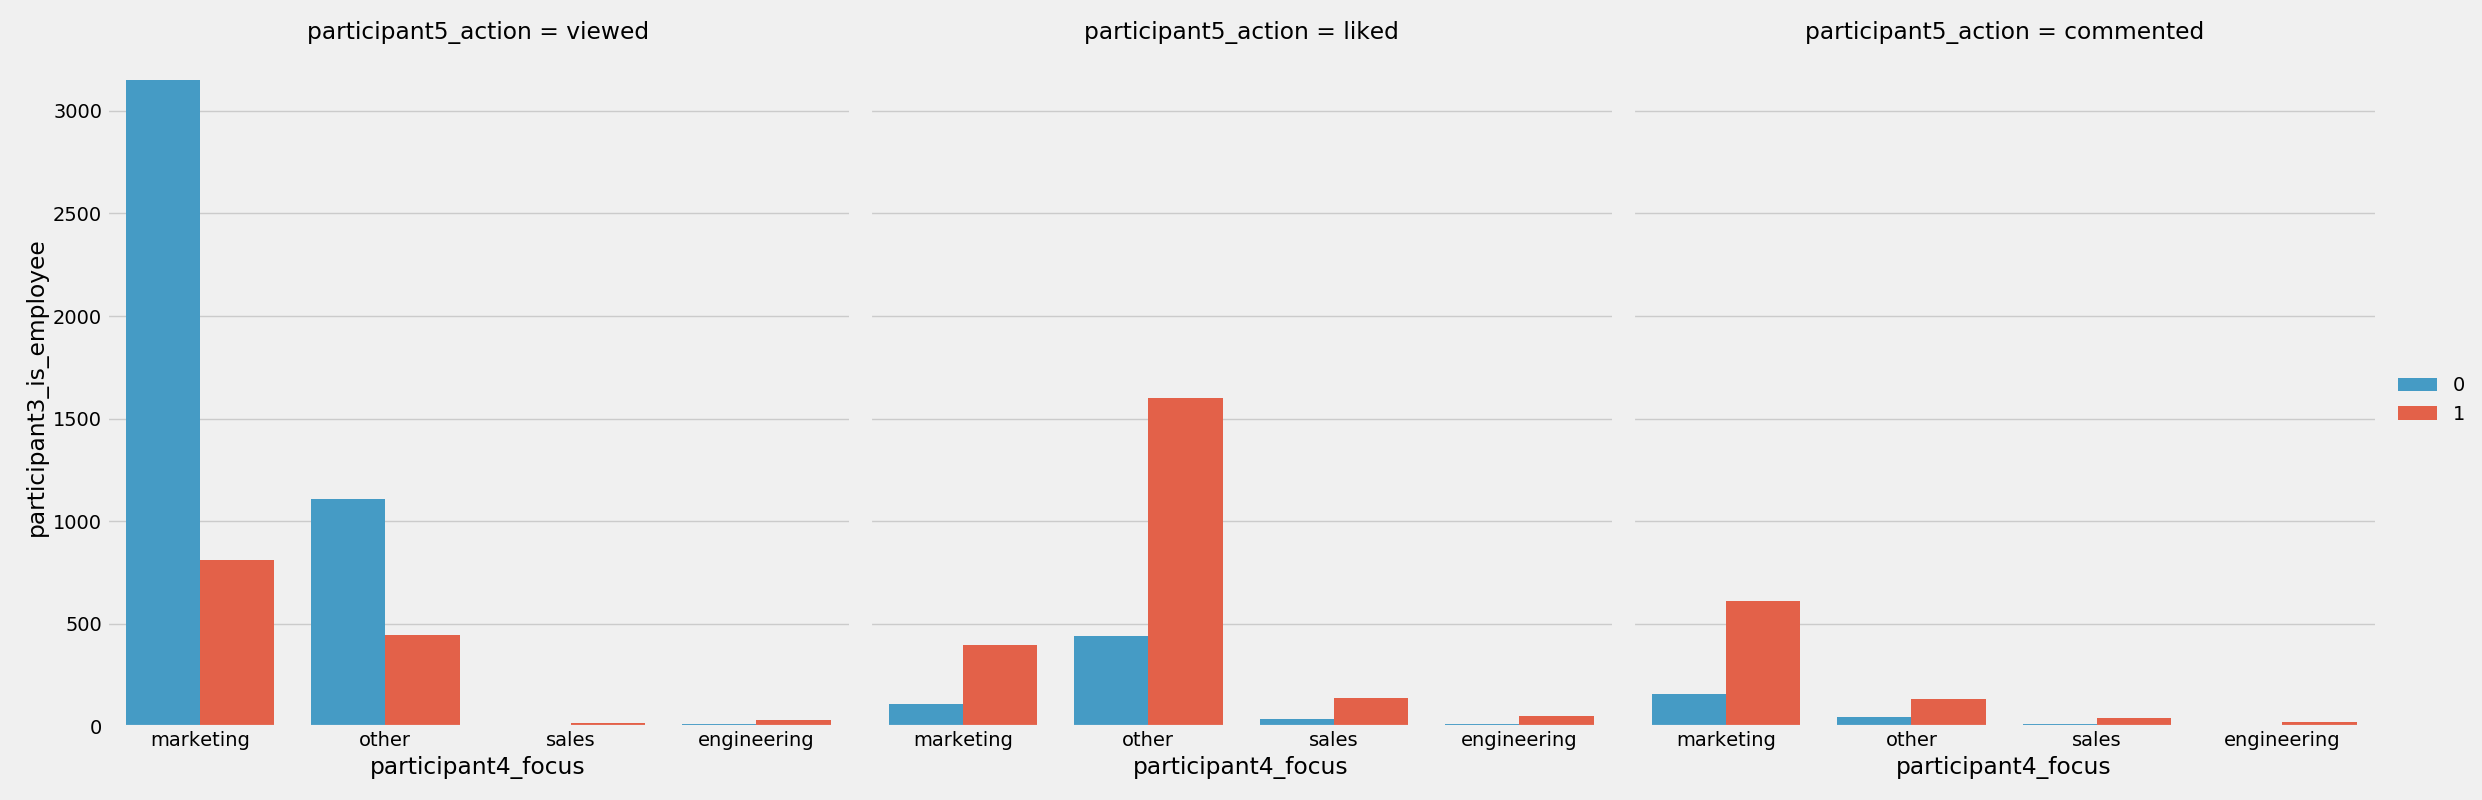 participant5_action = viewed
participant5_action = liked
participant5_action = commented
participant3_is_employee
3000
2500
2000
1500
1000
500
0
marketing
other
sales
engineering
participant4_focus
marketing
other
sales
engineering
participant4_focus
marketing
other
sales
engineering
participant4_focus
0
1